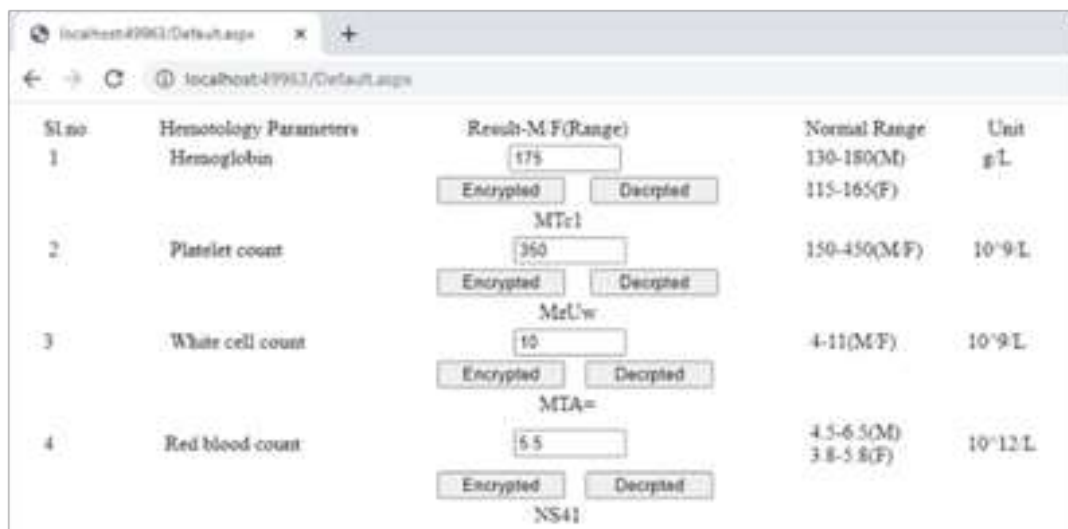 localhost:49963/Default.aspx × +
localhost:49963/Default.aspx
Sl.no Hemotology Parameters Result-M/F(Range) Normal Range Unit
1 Hemoglobin 175 130-180(M) g/L
Encrypted Decrpted 115-165(F)
MTc1
2 Platelet count 350 150-450(M/F) 10^9/L
Encrypted Decrpted
MzUw
3 White cell count 10 4-11(M/F) 10^9/L
Encrypted Decrpted
MTA=
4 Red blood count 5.5 4.5-6.5(M) 10^12/L
3.8-5.8(F)
Encrypted Decrpted
NS41